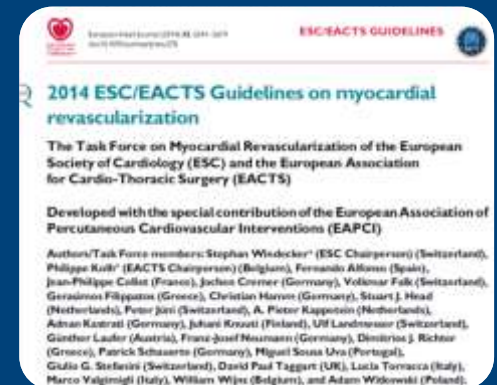 ESC/EACTS GUIDELINES
2014 ESC/EACTS Guidelines on myocardial
revascularization
The Task Force on Myocardial Revascularization of the European
Society of Cardiology (ESC) and the European Association
for Cardio-Thoracic Surgery (EACTS)
Developed with the special contribution of the European Association of
Percutaneous Cardiovascular Interventions (EAPCI)
Authors/Task Force members: Stephan Windecker* (ESC Chairperson) (Switzerland),
Philippe Kolh* (EACTS Chairperson) (Belgium), Fernando Alfonso (Spain),
Jean-Philippe Collet (France), Jochen Cremer (Germany), Volkmar Falk (Switzerland),
Gerasimos Filippatos (Greece), Christian Hamm (Germany), Stuart J. Head
(Netherlands), Peter Jüni (Switzerland), A. Pieter Kappetein (Netherlands),
Adnan Kastrati (Germany), Juhani Knuuti (Finland), Ulf Landmesser (Switzerland),
Günther Laufer (Austria), Franz-Josef Neumann (Germany), Dimitrios J. Richter
(Greece), Patrick Schauerte (Germany), Miguel Sousa Uva (Portugal),
Giulio G. Stefanini (Switzerland), David Paul Taggart (UK), Lucia Torracca (Italy),
Marco Valgimigli (Italy), William Wijns (Belgium), and Adam Witkowski (Poland).